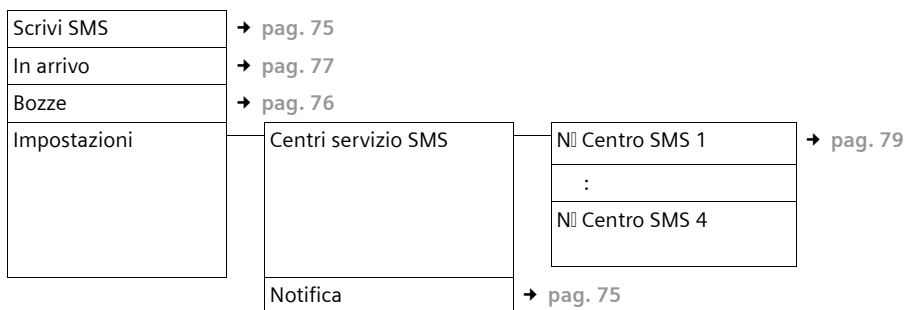 Scrivi SMS ➔ pag. 75
In arrivo ➔ pag. 77
Bozze ➔ pag. 76
Impostazioni Centri servizio SMS N▯ Centro SMS 1 ➔ pag. 79
:
N▯ Centro SMS 4
Notifica ➔ pag. 75